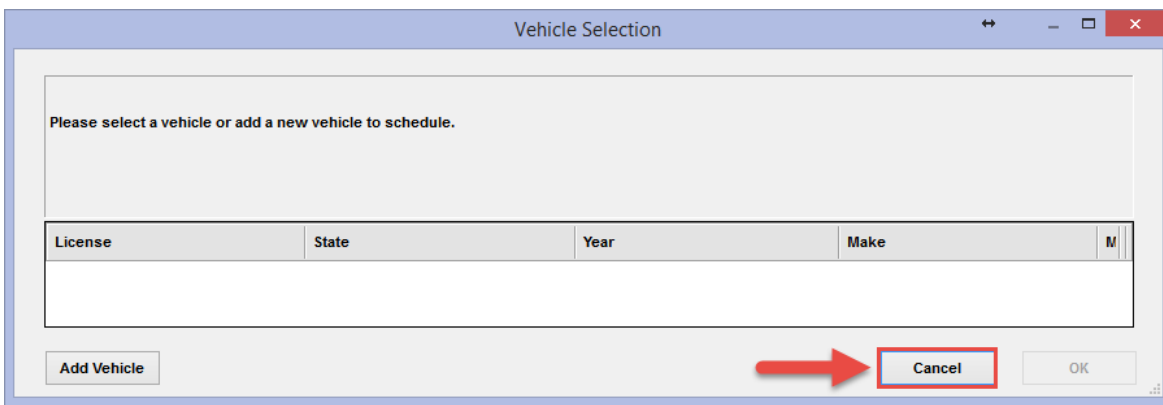 Vehicle Selection
Please select a vehicle or add a new vehicle to schedule.
License State Year Make M
Add Vehicle Cancel OK